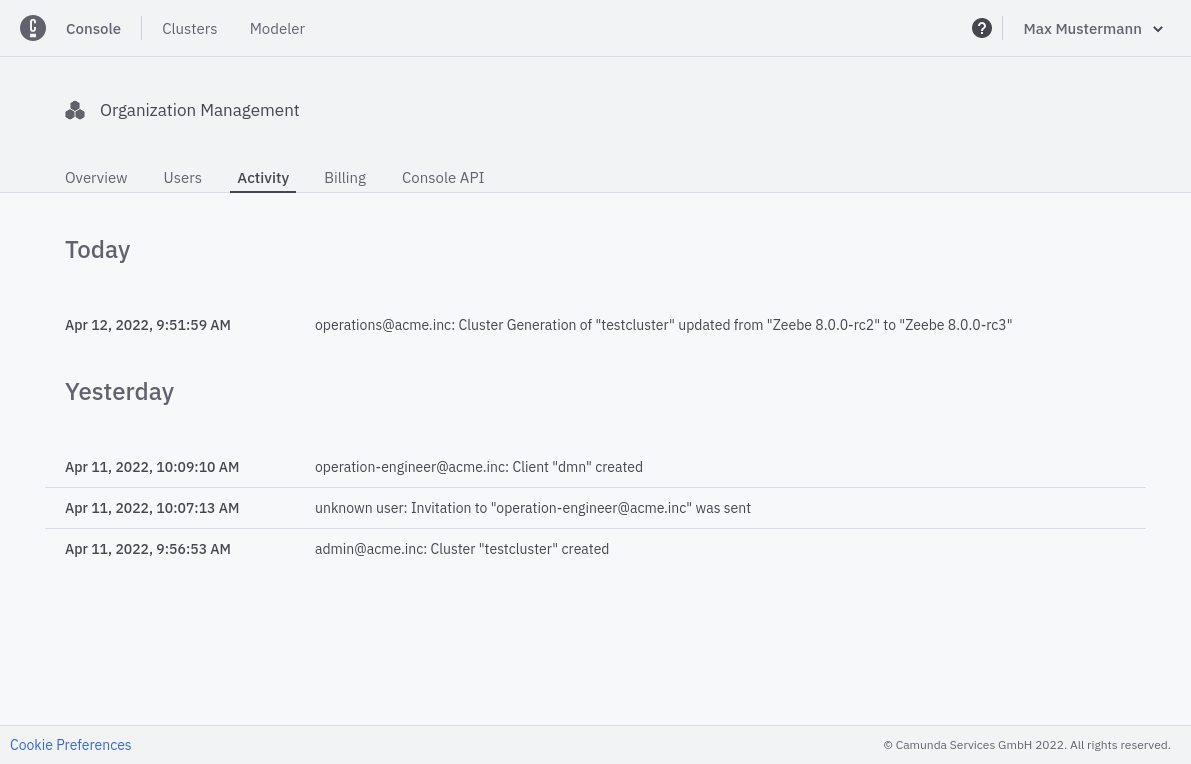 Console Clusters Modeler ? Max Mustermann
Organization Management
Overview Users Activity Billing Console API
Today
Apr 12, 2022, 9:51:59 AM operations@acme.inc: Cluster Generation of "testcluster" updated from "Zeebe 8.0.0-rc2" to "Zeebe 8.0.0-rc3"
Yesterday
Apr 11, 2022, 10:09:10 AM operation-engineer@acme.inc: Client "dmn" created
Apr 11, 2022, 10:07:13 AM unknown user: Invitation to "operation-engineer@acme.inc" was sent
Apr 11, 2022, 9:56:53 AM admin@acme.inc: Cluster "testcluster" created
Cookie Preferences © Camunda Services GmbH 2022. All rights reserved.